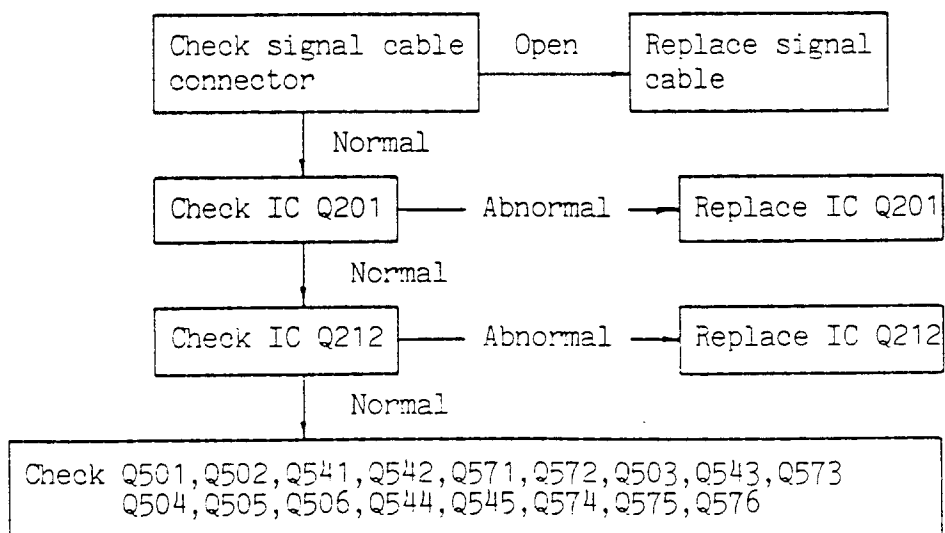 Check signal cable
connector
Open
Replace signal
cable
Normal
Check IC Q201
Abnormal
Replace IC Q201
Normal
Check IC Q212
Abnormal
Replace IC Q212
Normal
Check Q501,Q502,Q541,Q542,Q571,Q572,Q503,Q543,Q573
Q504,Q505,Q506,Q544,Q545,Q574,Q575,Q576